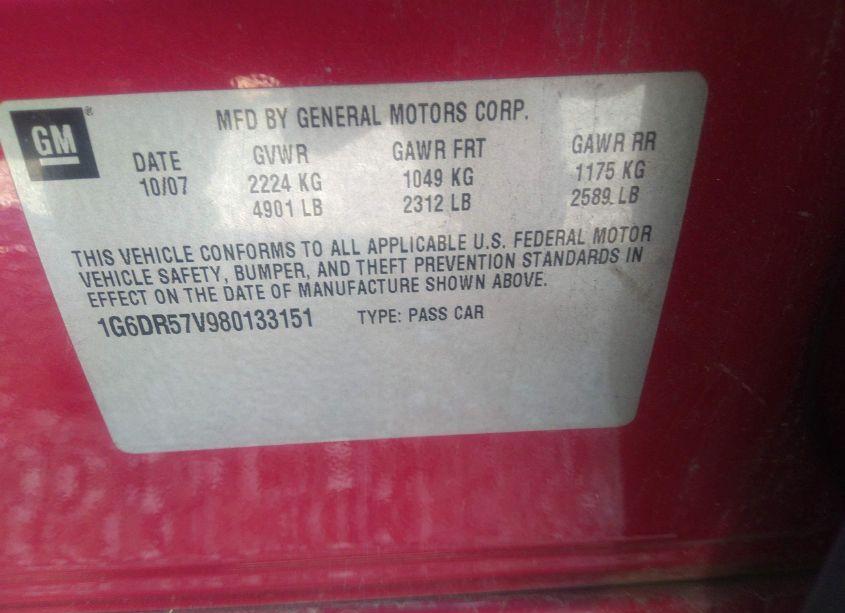 GM®
MFD BY GENERAL MOTORS CORP.
DATE GVWR GAWR FRT GAWR RR
10/07 2224 KG 1049 KG 1175 KG
4901 LB 2312 LB 2589 LB
THIS VEHICLE CONFORMS TO ALL APPLICABLE U.S. FEDERAL MOTOR
VEHICLE SAFETY, BUMPER, AND THEFT PREVENTION STANDARDS IN
EFFECT ON THE DATE OF MANUFACTURE SHOWN ABOVE.
1G6DR57V980133151 TYPE: PASS CAR